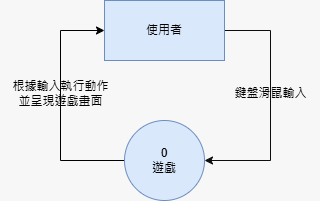 使用者
根據輸入執行動作
並呈現遊戲畫面
鍵盤滑鼠輸入
0
遊戲